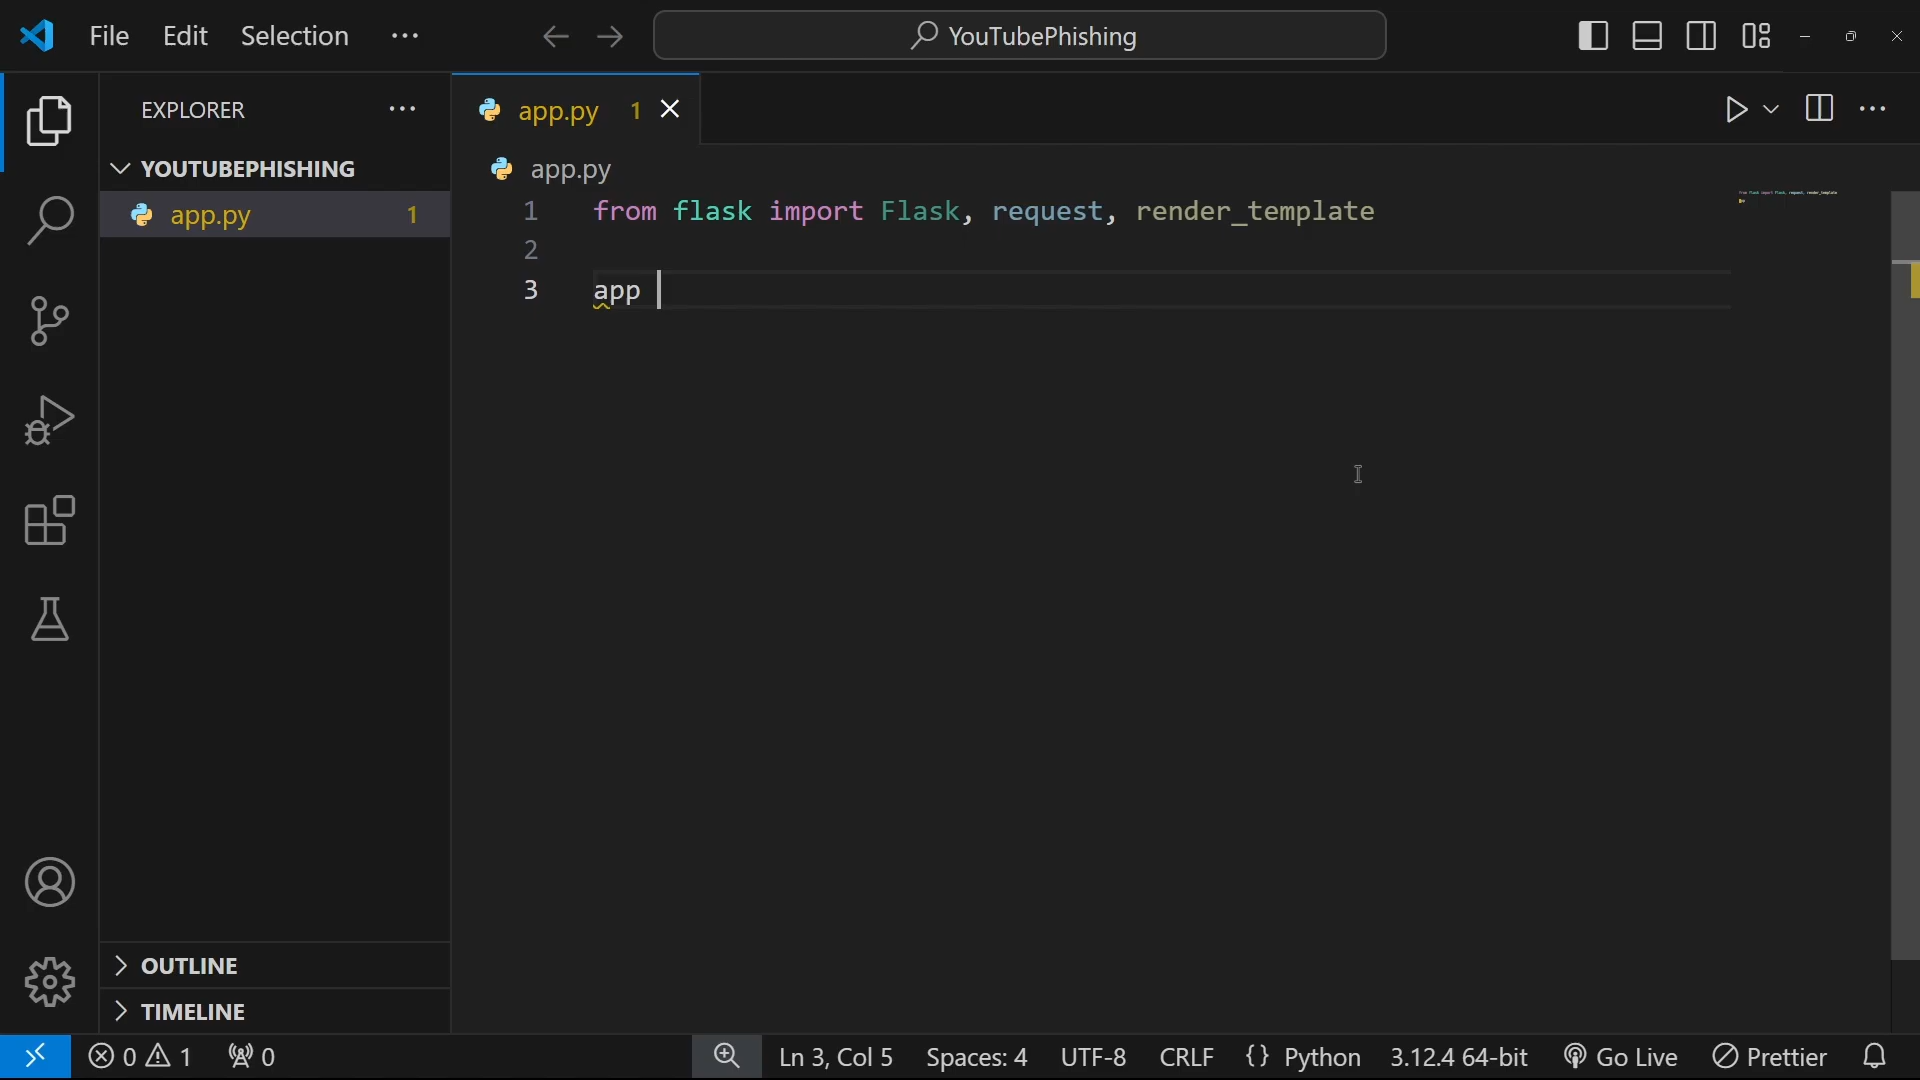 File Edit Selection ···
YouTubePhishing
EXPLORER ···
app.py 1
YOUTUBEPHISHING
app.py
app.py 1
1 from flask import Flask, request, render_template
2
3 app
OUTLINE
TIMELINE
0 1 0 Ln 3, Col 5 Spaces: 4 UTF-8 CRLF {} Python 3.12.4 64-bit Go Live Prettier